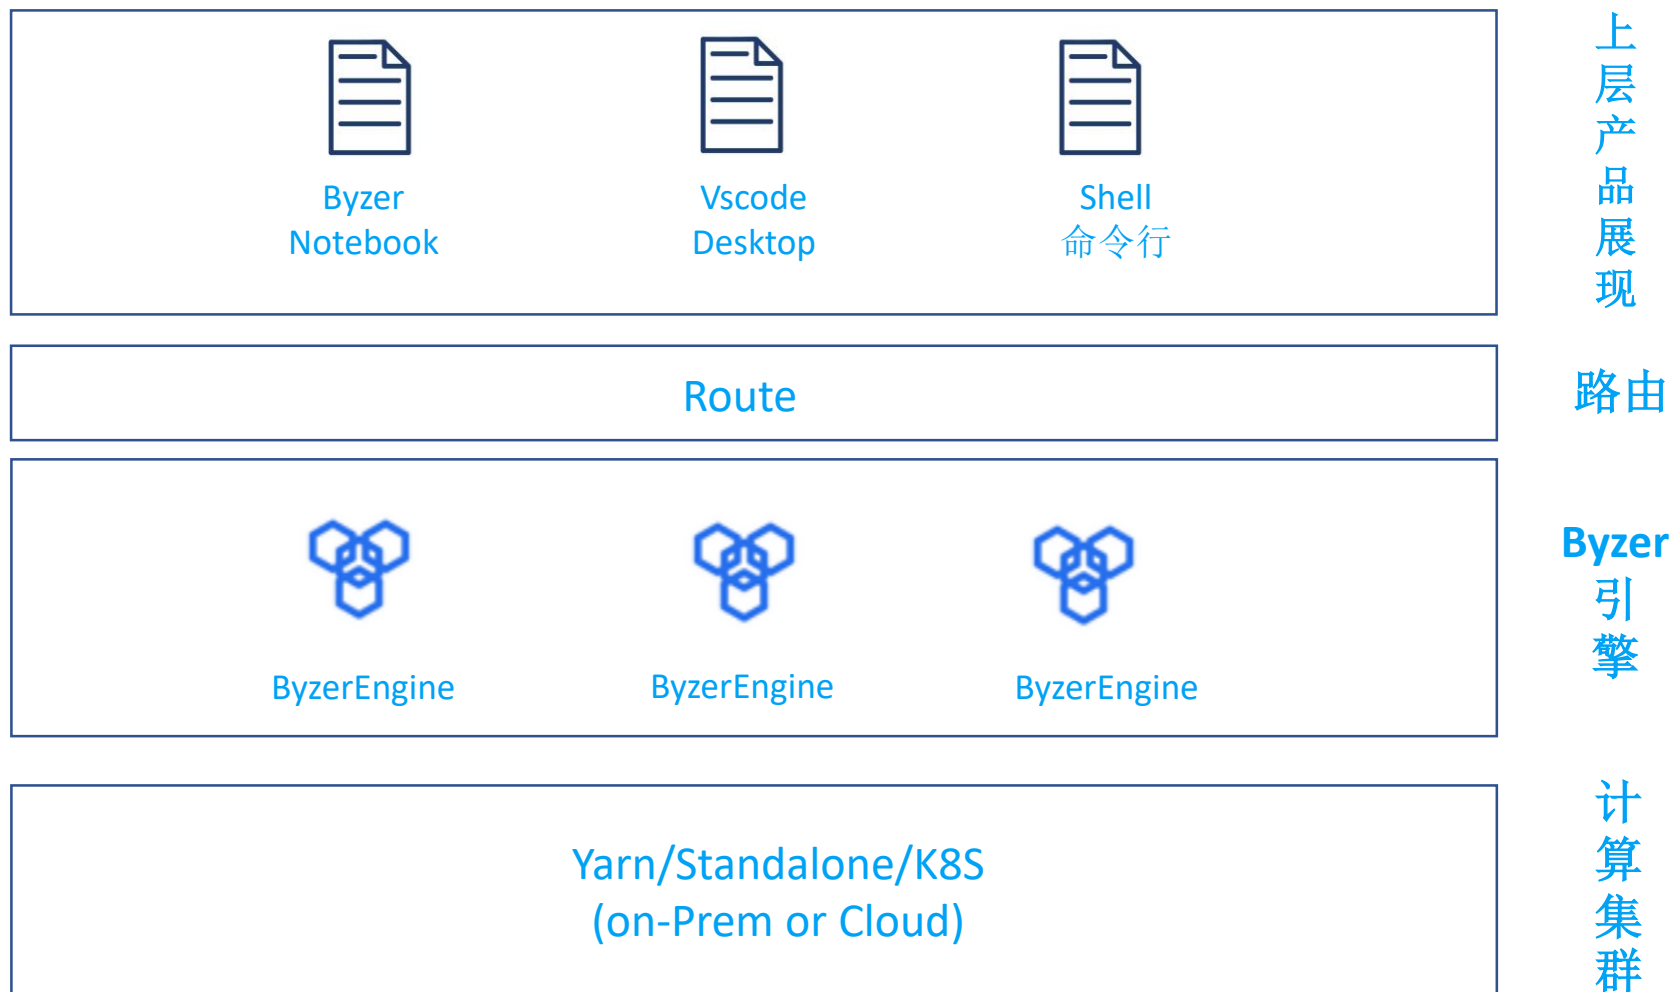 Byzer
Notebook
Vscode
Desktop
Shell
命令行
上层产品展现
Route
路由
ByzerEngine
ByzerEngine
ByzerEngine
Byzer
引擎
Yarn/Standalone/K8S
(on-Prem or Cloud)
计算集群